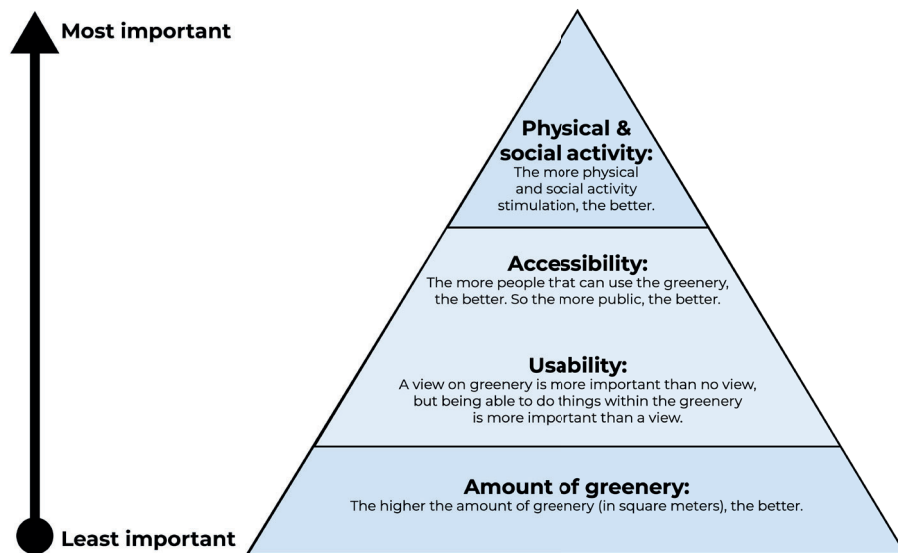 Most important
Physical &
social activity:
The more physical
and social activity
stimulation, the better.
Accessibility:
The more people that can use the greenery,
the better. So the more public, the better.
Usability:
A view on greenery is more important than no view,
but being able to do things within the greenery
is more important than a view.
Amount of greenery:
The higher the amount of greenery (in square meters), the better.
Least important